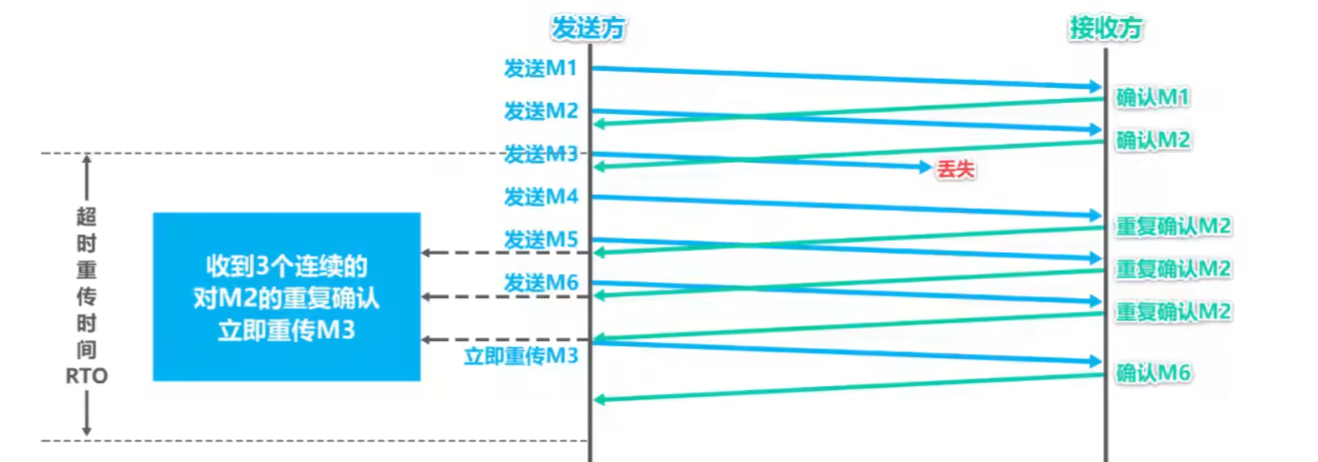 发送方
接收方
发送M1
确认M1
发送M2
确认M2
发送M3
丢失
发送M4
重复确认M2
发送M5
重复确认M2
发送M6
重复确认M2
立即重传M3
确认M6
超时重传时间RTO
收到3个连续的
对M2的重复确认
立即重传M3